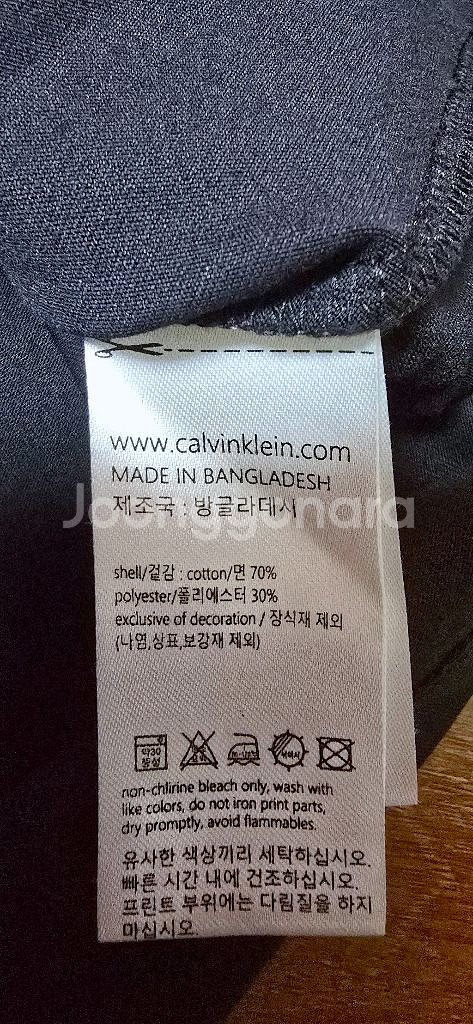 www.calvinklein.com
MADE IN BANGLADESH
제조국 : 방글라데시
Joonggonara
shell/겉감 : cotton/면 70%
polyester/폴리에스터 30%
exclusive of decoration / 장식재 제외
(나염,상표,보강재 제외)
약30
중성
non-chlirine bleach only, wash with
like colors, do not iron print parts,
dry promptly, avoid flammables.
유사한 색상끼리 세탁하십시오.
빠른 시간 내에 건조하십시오.
프린트 부위에는 다림질을 하지
마십시오.